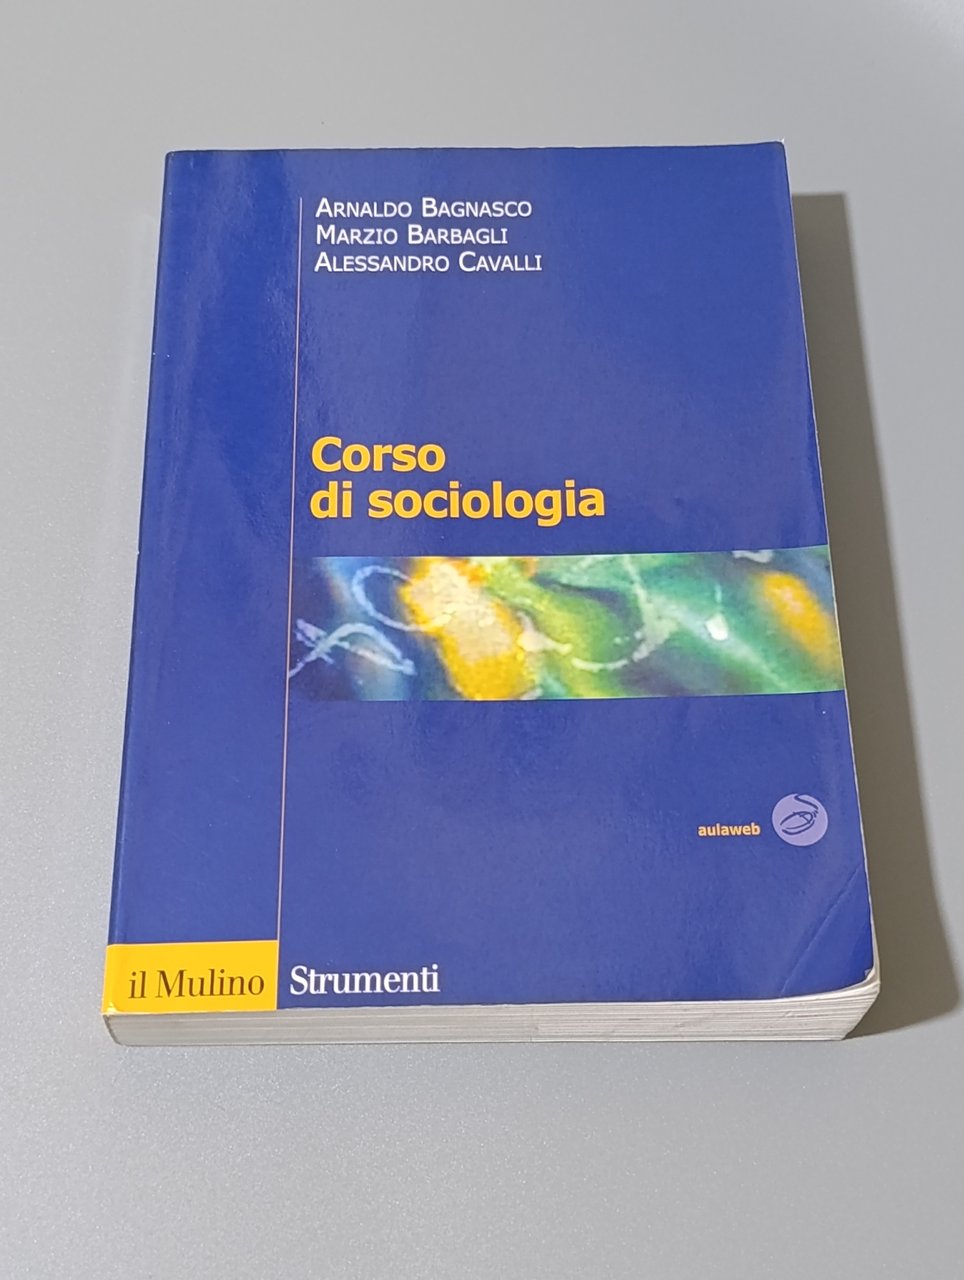 Arnaldo Bagnasco
Marzio Barbagli
Alessandro Cavalli
Corso
di sociologia
aulaweb
il Mulino
Strumenti